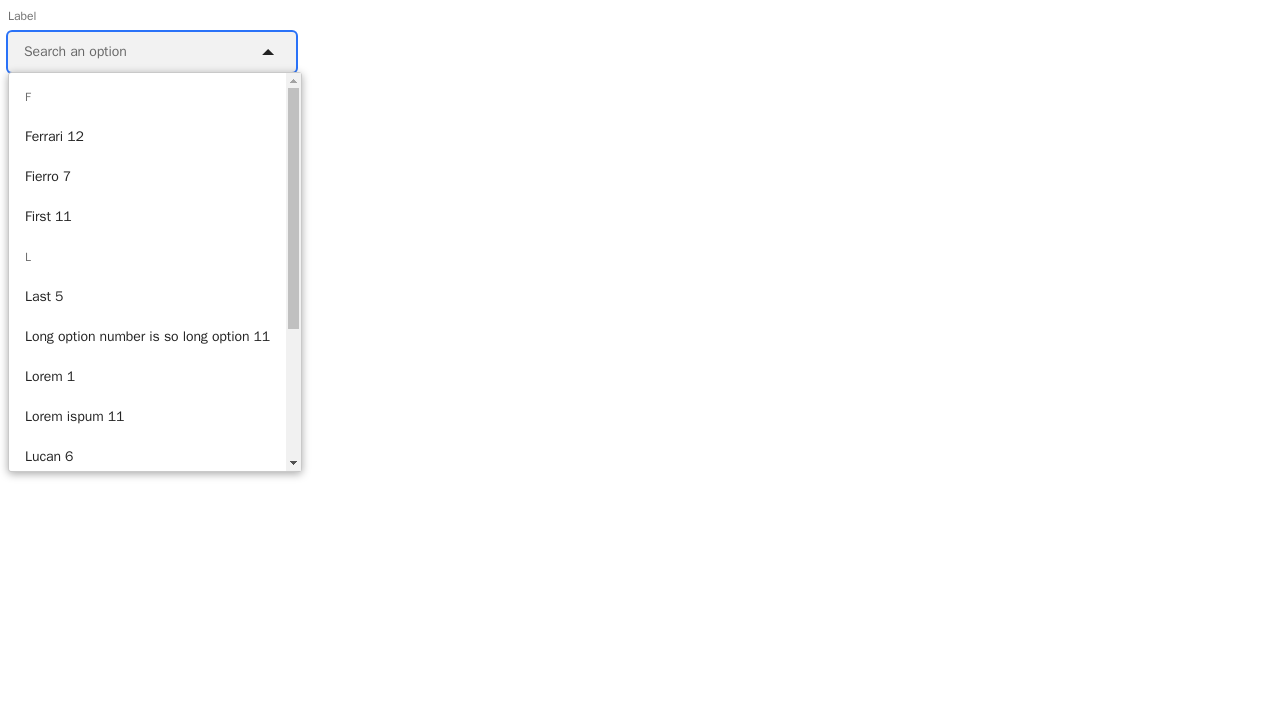 Label
Search an option
F
Ferrari 12
Fierro 7
First 11
L
Last 5
Long option number is so long option 11
Lorem 1
Lorem ispum 11
Lucan 6